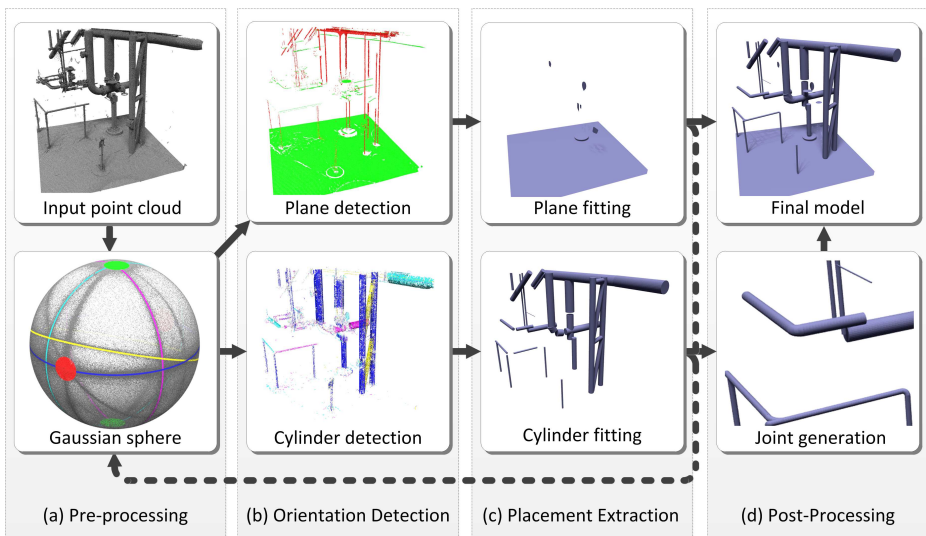 Input point cloud
Plane detection
Plane fitting
Final model
Gaussian sphere
Cylinder detection
Cylinder fitting
Joint generation
(a) Pre-processing
(b) Orientation Detection
(c) Placement Extraction
(d) Post-Processing